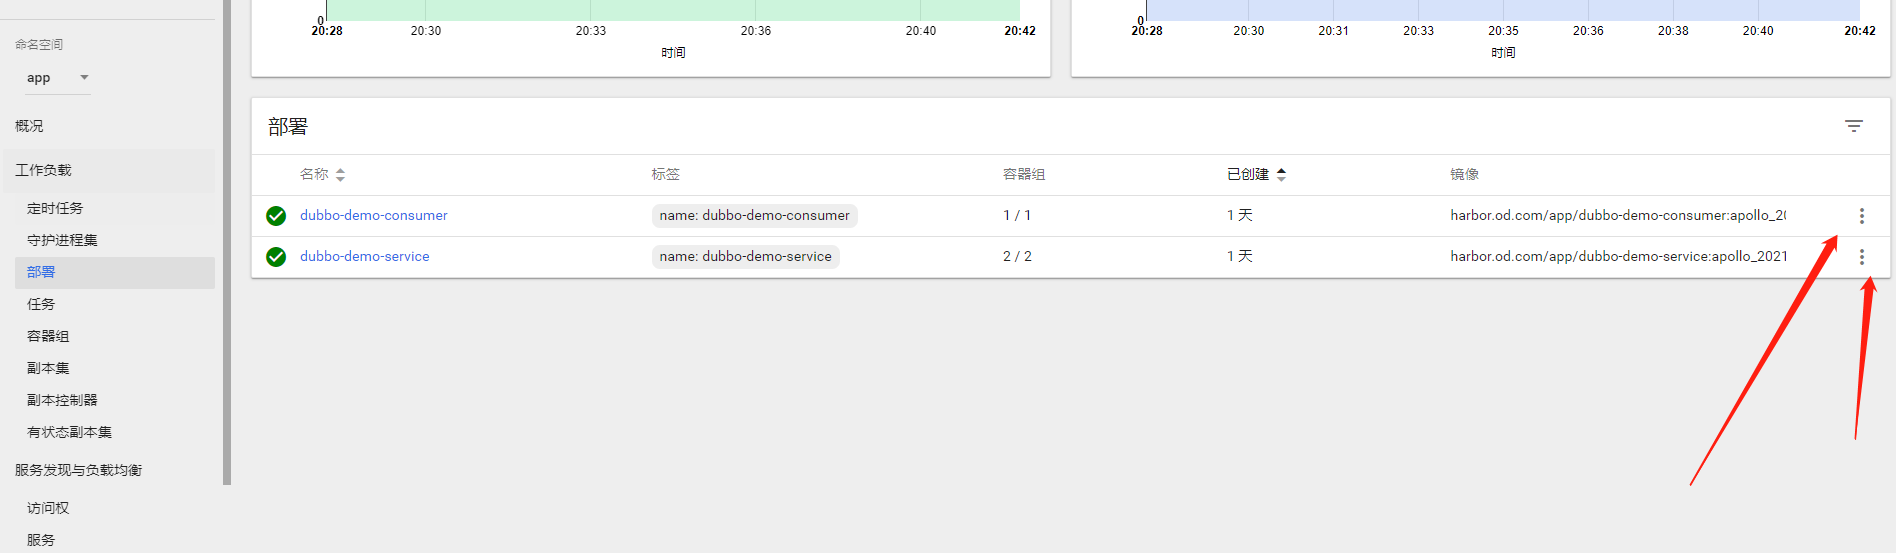 命名空间
app
概况
工作负载
定时任务
守护进程集
部署
任务
容器组
副本集
副本控制器
有状态副本集
服务发现与负载均衡
访问权
服务
0
20:28 20:30 20:33 20:36 20:40 20:42
时间
0
20:28 20:30 20:31 20:33 20:35 20:36 20:38 20:40 20:42
时间
部署
名称 标签 容器组 已创建 镜像
dubbo-demo-consumer name: dubbo-demo-consumer 1 / 1 1 天 harbor.od.com/app/dubbo-demo-consumer:apollo_20
dubbo-demo-service name: dubbo-demo-service 2 / 2 1 天 harbor.od.com/app/dubbo-demo-service:apollo_2021